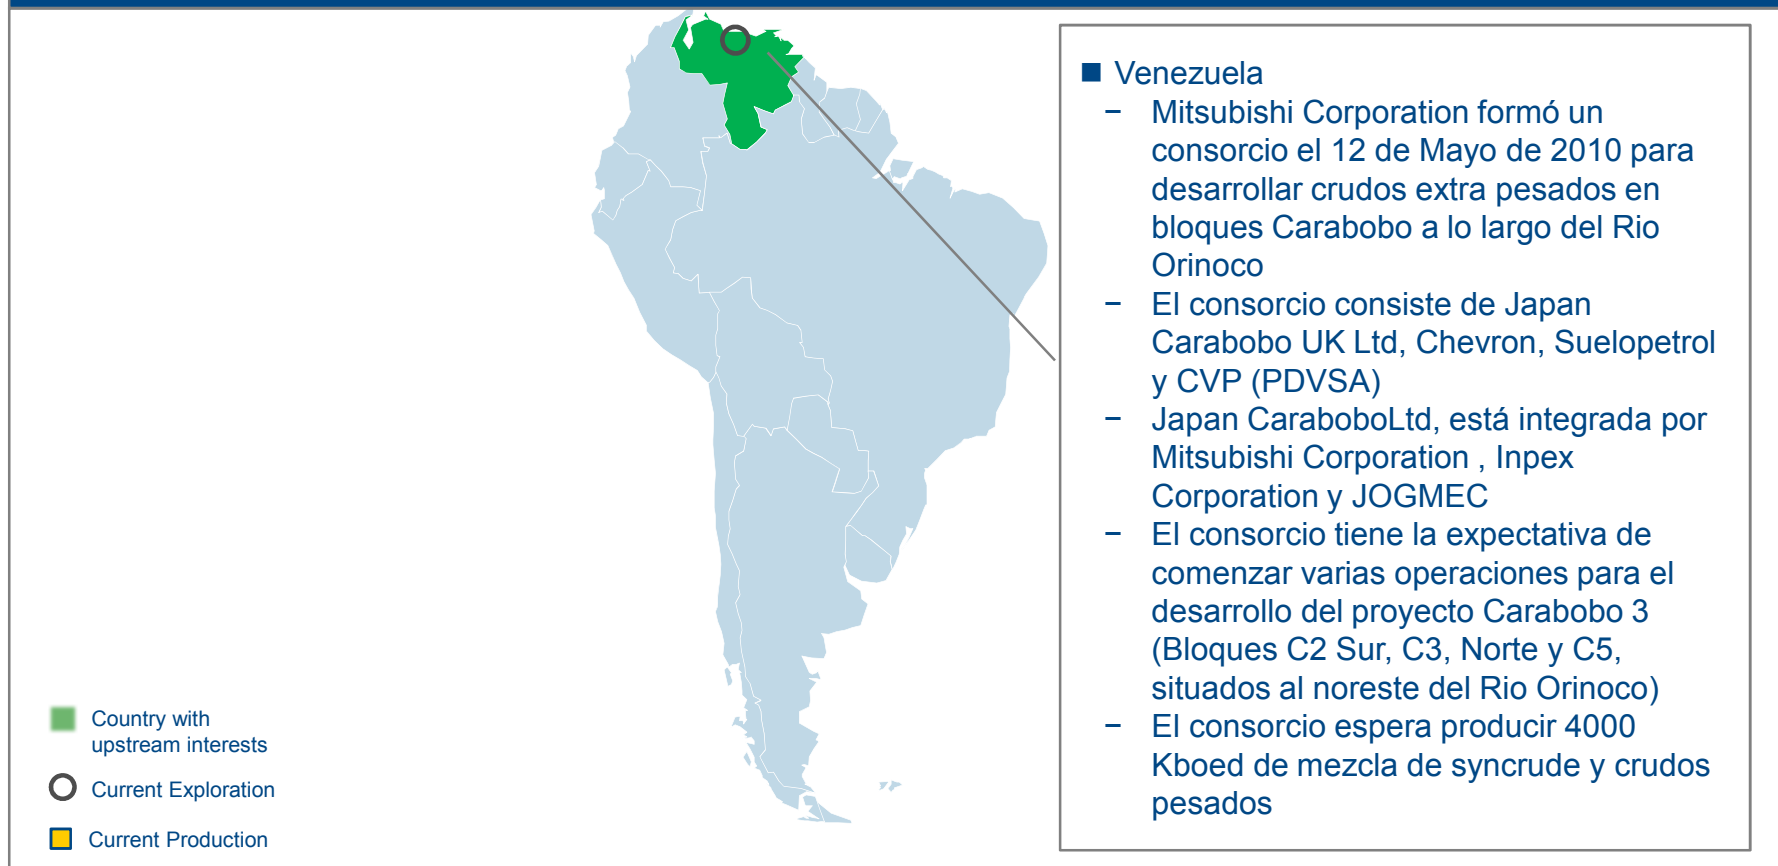 ■ Venezuela
− Mitsubishi Corporation formó un
consorcio el 12 de Mayo de 2010 para
desarrollar crudos extra pesados en
bloques Carabobo a lo largo del Rio
Orinoco
− El consorcio consiste de Japan
Carabobo UK Ltd, Chevron, Suelopetrol
y CVP (PDVSA)
− Japan CaraboboLtd, está integrada por
Mitsubishi Corporation , Inpex
Corporation y JOGMEC
− El consorcio tiene la expectativa de
comenzar varias operaciones para el
desarrollo del proyecto Carabobo 3
(Bloques C2 Sur, C3, Norte y C5,
situados al noreste del Rio Orinoco)
− El consorcio espera producir 4000
Kboed de mezcla de syncrude y crudos
pesados
Country with
upstream interests
Current Exploration
Current Production